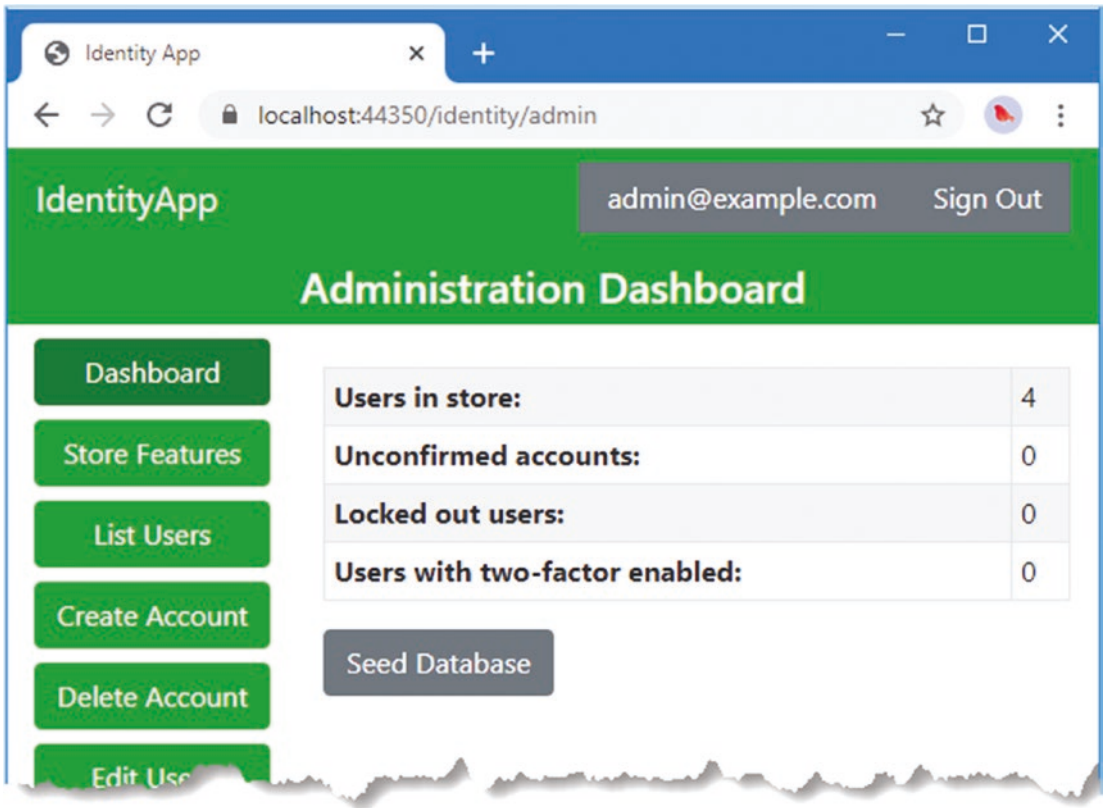 Identity App
localhost:44350/identity/admin
IdentityApp admin@example.com Sign Out
Administration Dashboard
Dashboard
Store Features
List Users
Create Account
Delete Account
Edit
Users in store: 4
Unconfirmed accounts: 0
Locked out users: 0
Users with two-factor enabled: 0
Seed Database